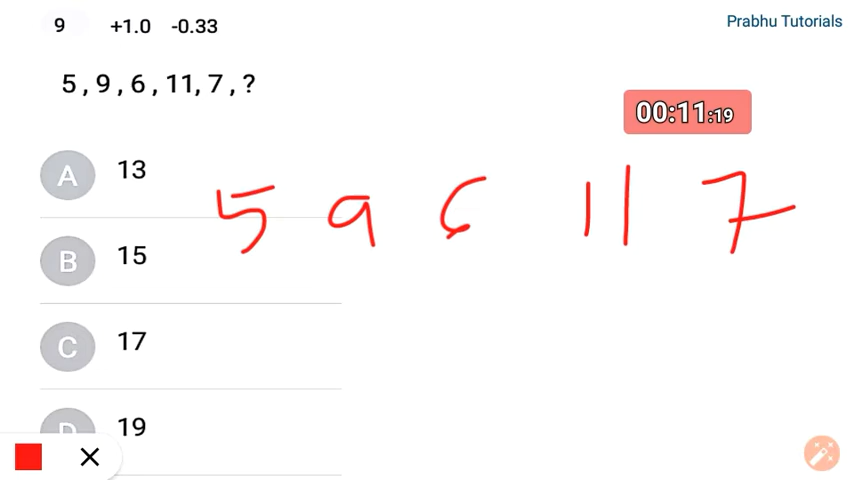 9 +1.0 -0.33
Prabhu Tutorials
5 , 9 , 6 , 11, 7 , ?
00:11:19
A 13
5 9 6 11 7
B 15
C 17
D 19